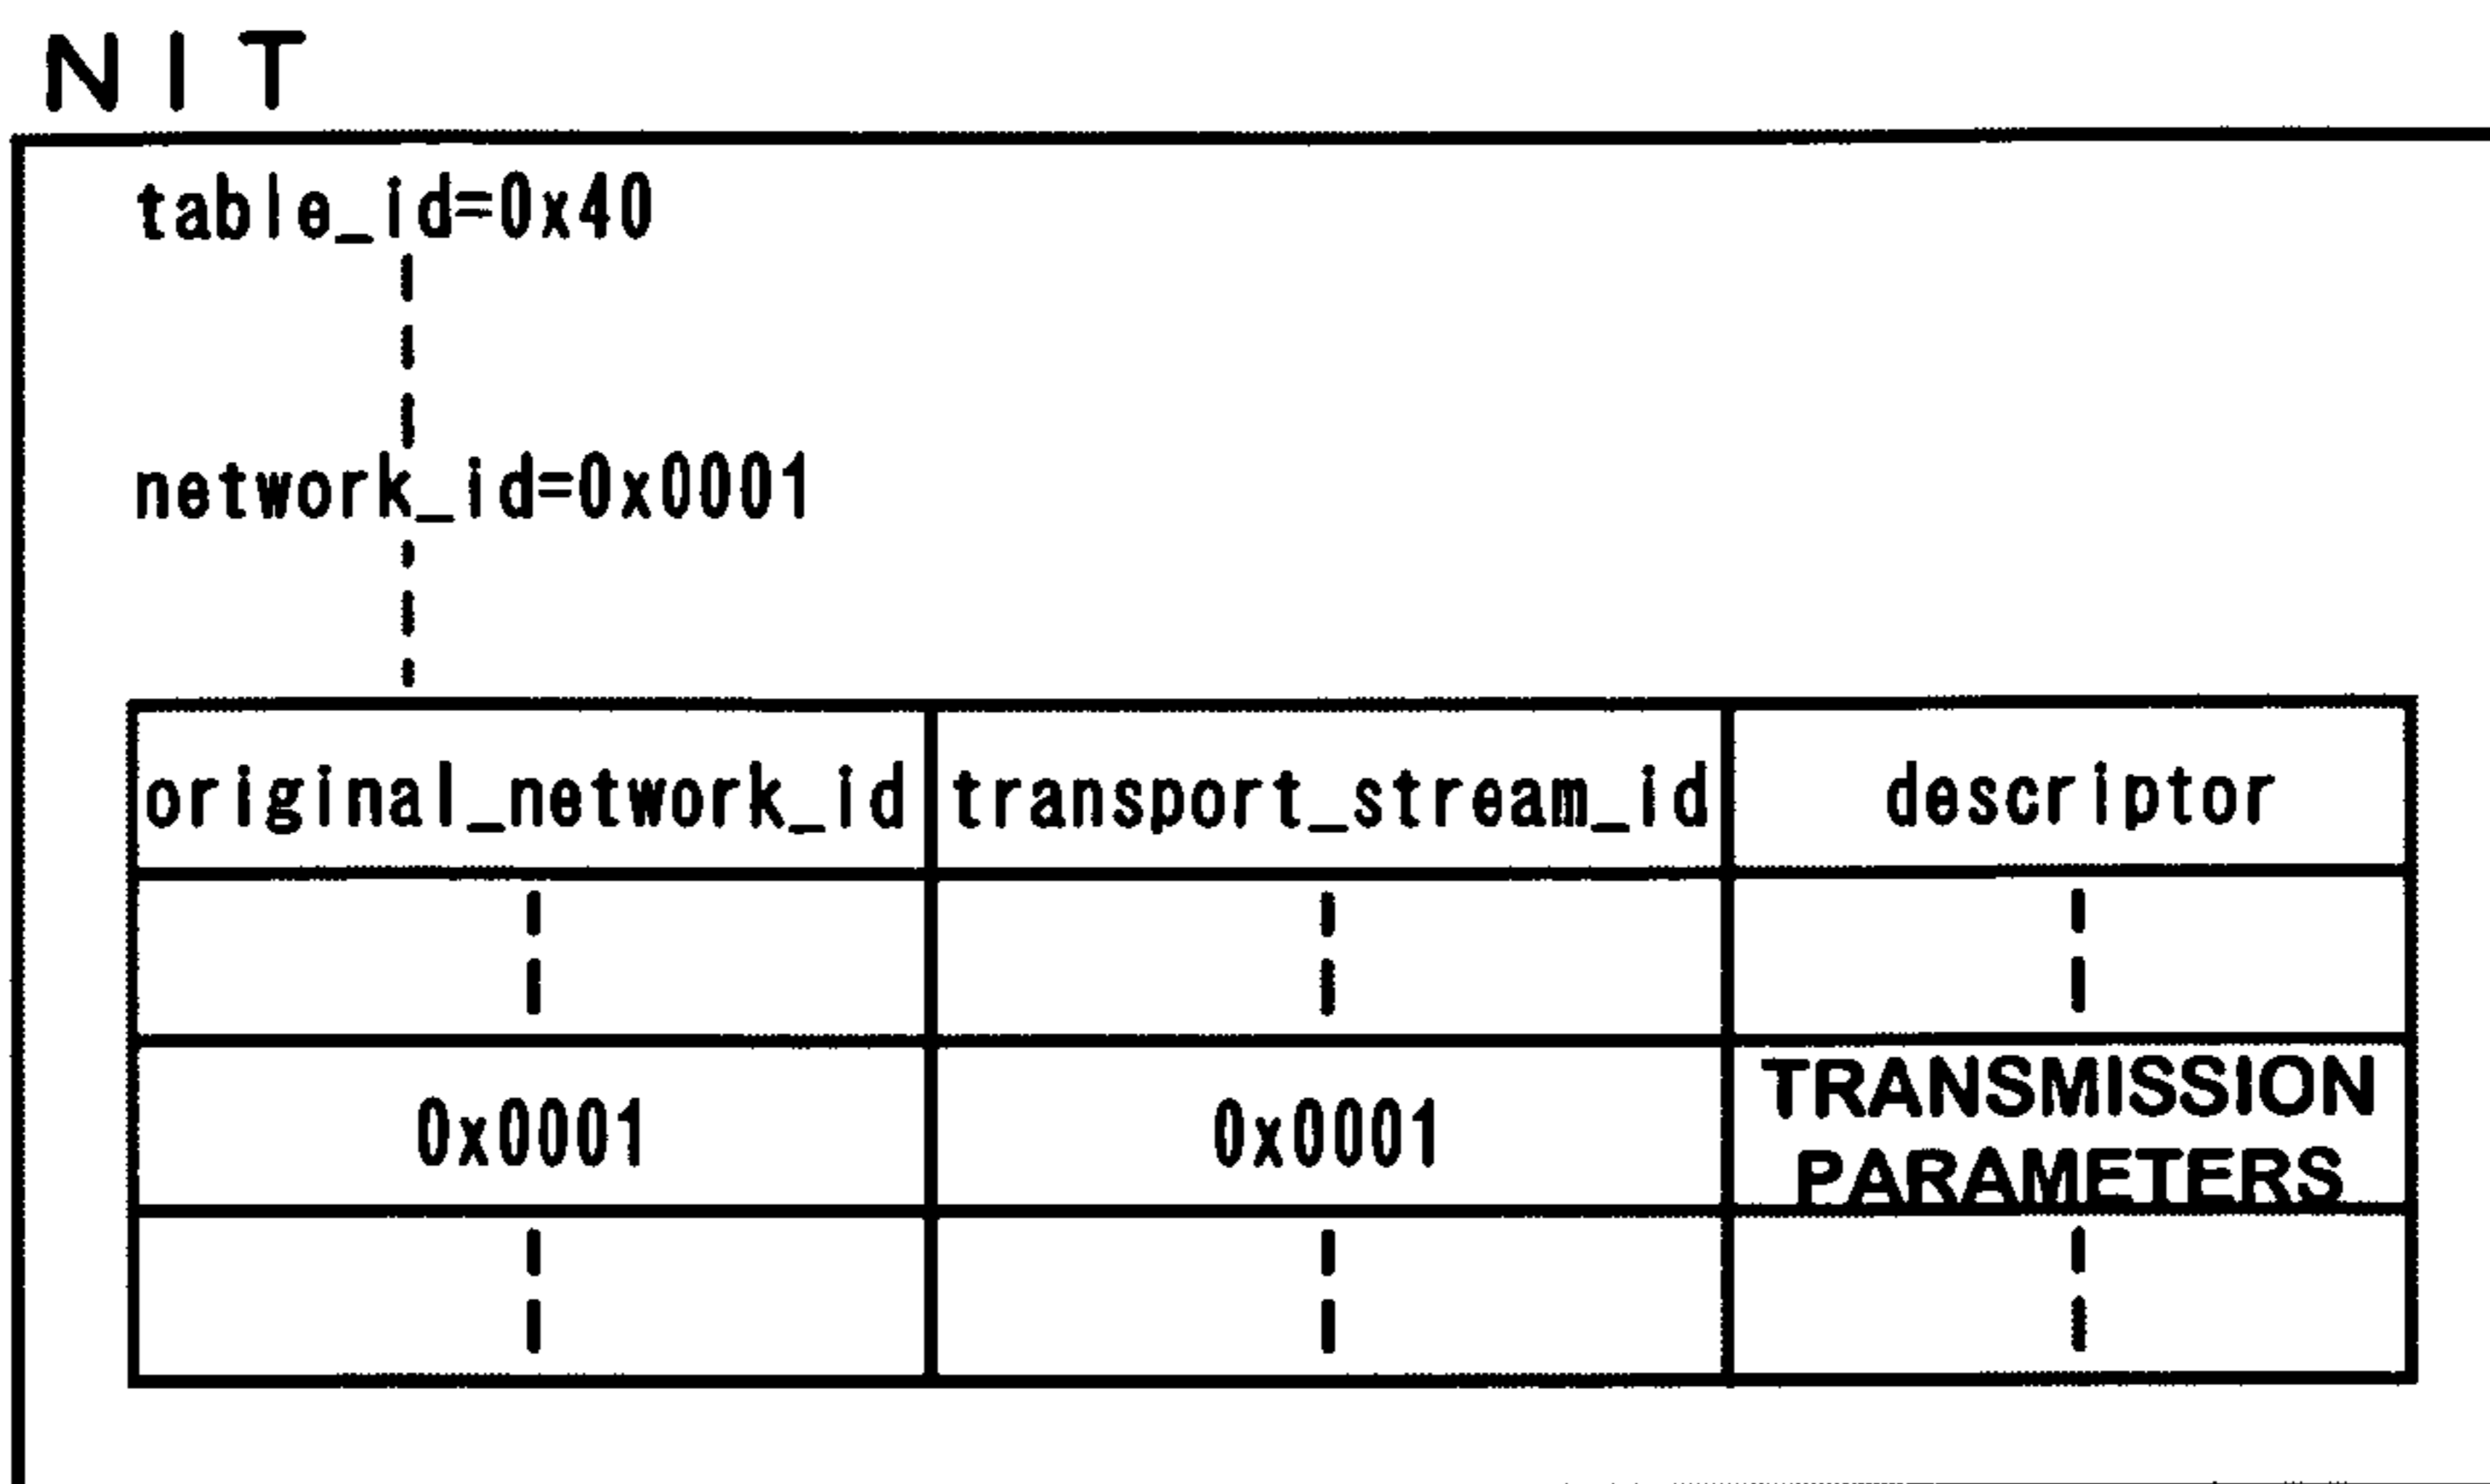 NIT
table_id=0x40
network_id=0x0001
original_network_id transport_stream_id descriptor
0x0001 0x0001 TRANSMISSION
PARAMETERS